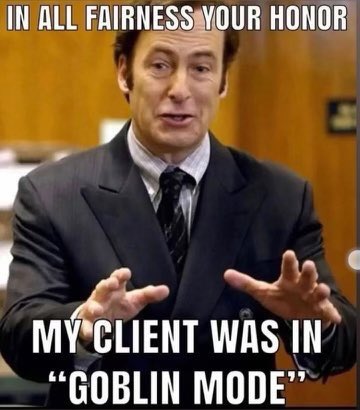 IN ALL FAIRNESS YOUR HONOR
MY CLIENT WAS IN
“GOBLIN MODE”